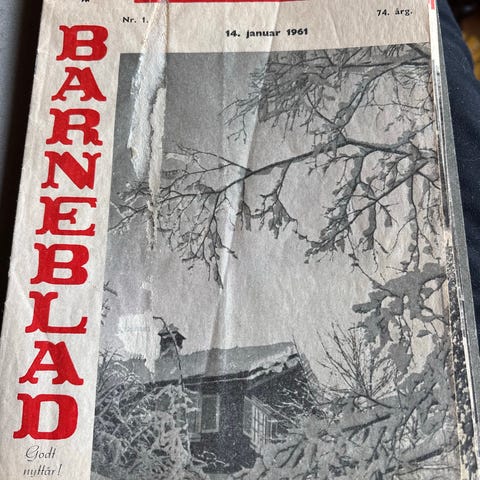 Nr. 1.
74. årg.
14. januar 1961
BARNEBLAD
Godt
nyttår!